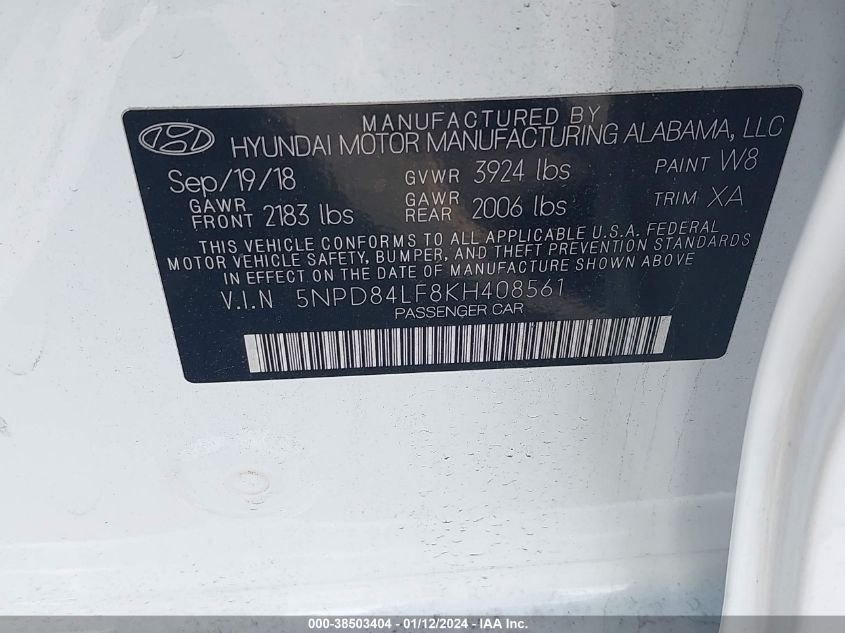 MANUFACTURED BY
HYUNDAI MOTOR MANUFACTURING ALABAMA, LLC
Sep/19/18 GVWR 3924 lbs PAINT W8
GAWR FRONT 2183 lbs GAWR REAR 2006 lbs TRIM XA
THIS VEHICLE CONFORMS TO ALL APPLICABLE U.S.A. FEDERAL
MOTOR VEHICLE SAFETY, BUMPER, AND THEFT PREVENTION STANDARDS
IN EFFECT ON THE DATE OF MANUFACTURE SHOWN ABOVE
V.I.N 5NPD84LF8KH408561
PASSENGER CAR
000-38503404 - 01/12/2024 - IAA Inc.